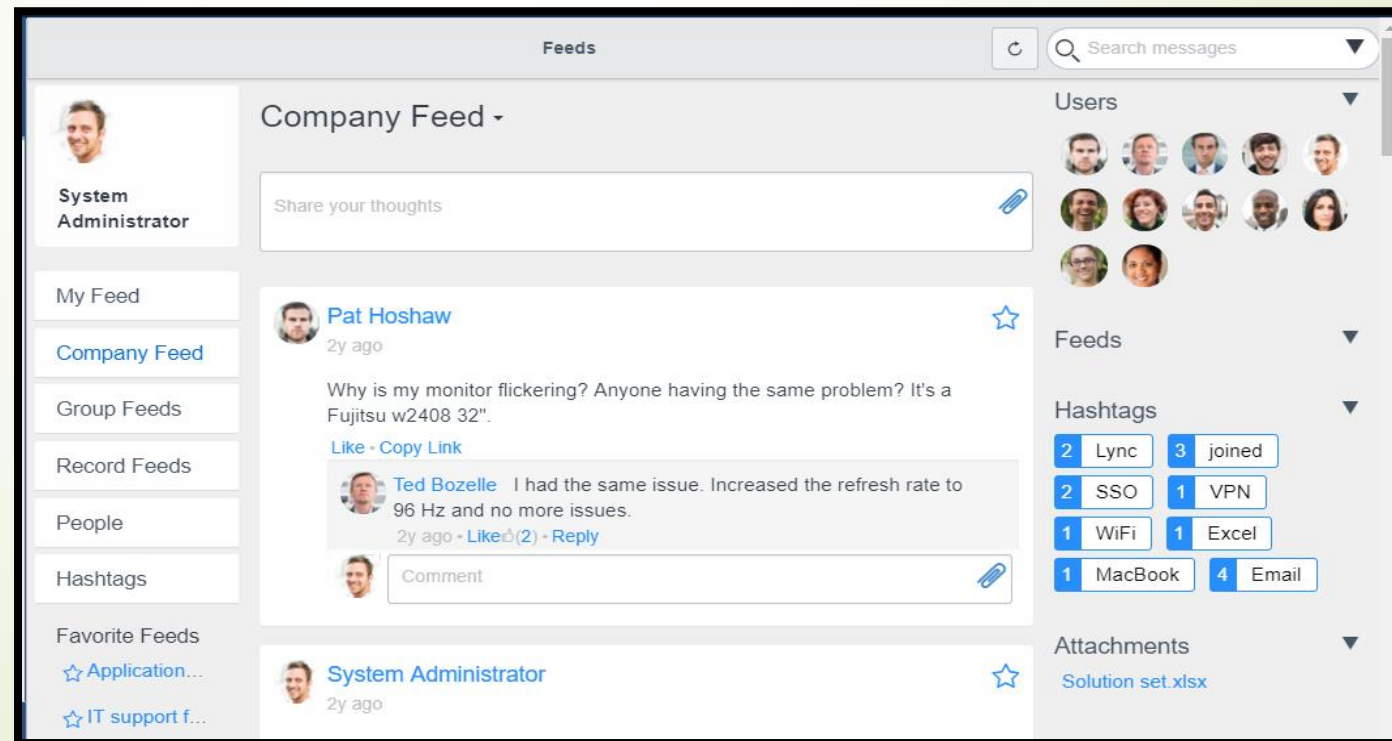 Feeds
Search messages
System
Administrator
My Feed
Company Feed
Group Feeds
Record Feeds
People
Hashtags
Favorite Feeds
Application...
IT support f...
Company Feed
Share your thoughts
Pat Hoshaw
2y ago
Why is my monitor flickering? Anyone having the same problem? It's a
Fujitsu w2408 32".
Like • Copy Link
Ted Bozelle I had the same issue. Increased the refresh rate to
96 Hz and no more issues.
2y ago • Like (2) • Reply
Comment
System Administrator
2y ago
Users
Feeds
Hashtags
2 Lync 3 joined
2 SSO 1 VPN
1 WiFi 1 Excel
1 MacBook 4 Email
Attachments
Solution set.xlsx